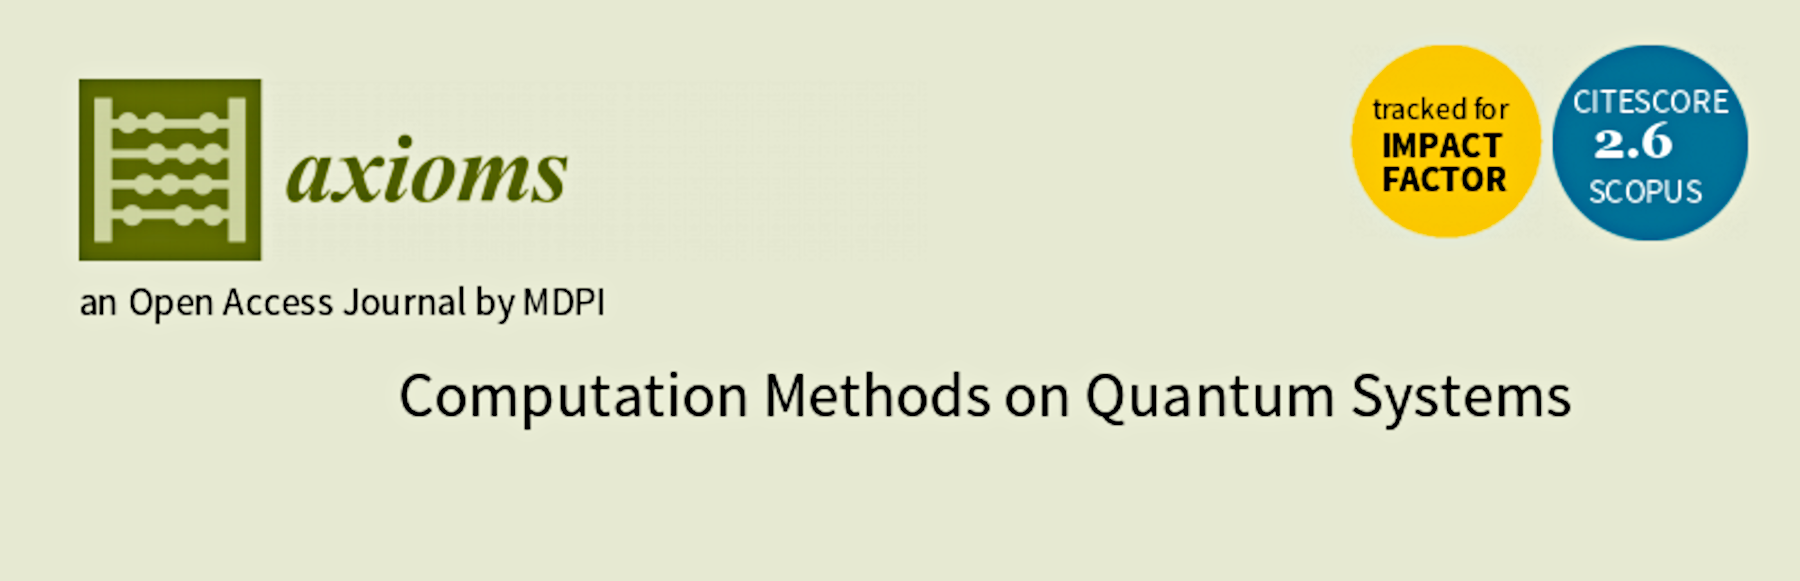 axioms
an Open Access Journal by MDPI
tracked for
IMPACT
FACTOR
CITESCORE
2.6
SCOPUS
Computation Methods on Quantum Systems